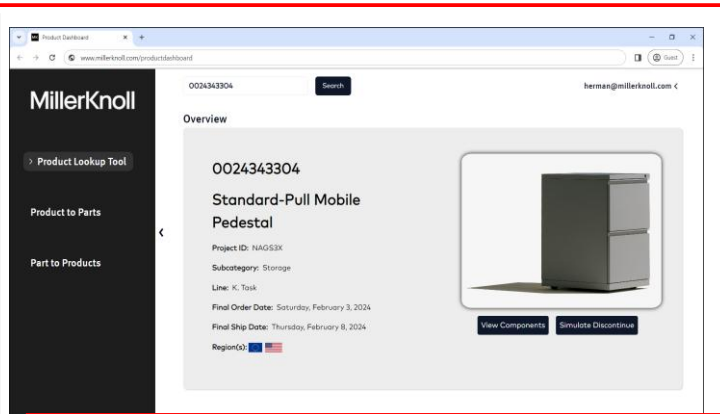 Product Dashboard
www.millerknoll.com/productdashboard
Guest
MillerKnoll
0024343304
Search
herman@millerknoll.com <
Overview
> Product Lookup Tool
Product to Parts
Part to Products
<
0024343304
Standard-Pull Mobile
Pedestal
Project ID: NAGS3X
Subcategory: Storage
Line: K. Task
Final Order Date: Saturday, February 3, 2024
Final Ship Date: Thursday, February 8, 2024
Region(s):
View Components
Simulate Discontinue